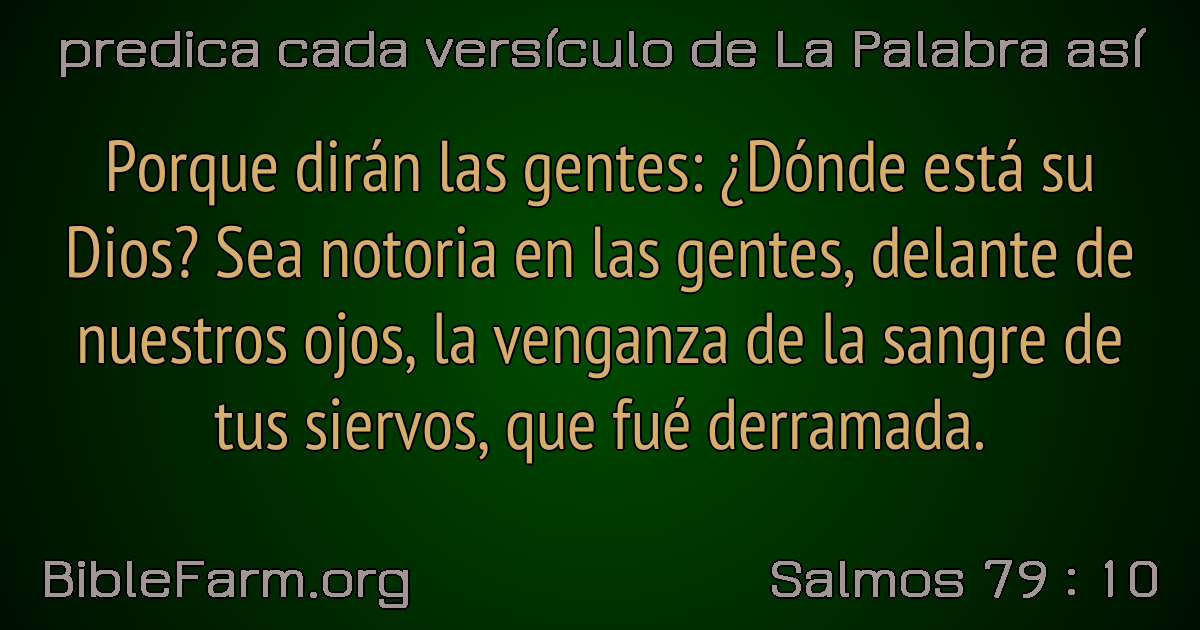 predica cada versículo de La Palabra así
Porque dirán las gentes: ¿Dónde está su
Dios? Sea notoria en las gentes, delante de
nuestros ojos, la venganza de la sangre de
tus siervos, que fué derramada.
BibleFarm.org
Salmos 79 : 10